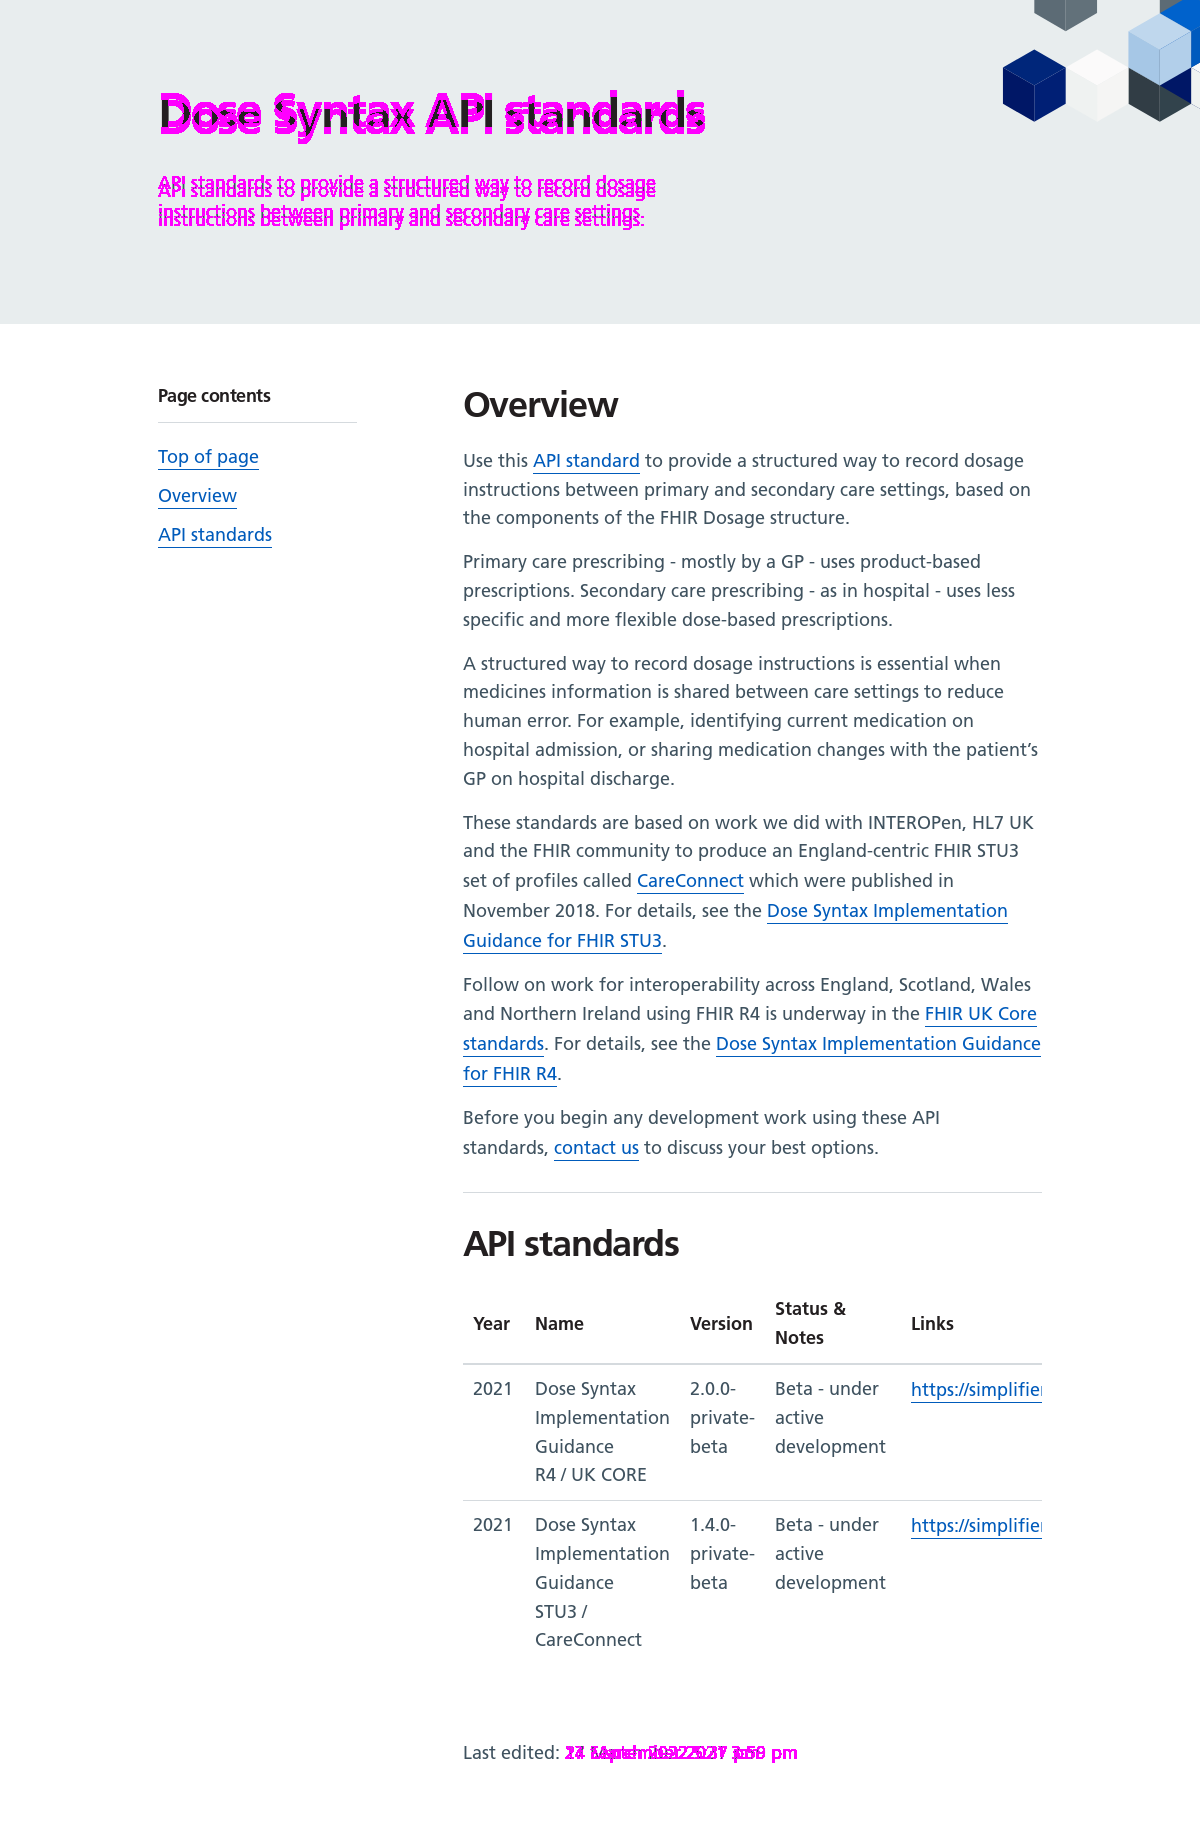 Dose Syntax API standards
API standards to provide a structured way to record dosage
instructions between primary and secondary care settings.
Page contents
Top of page
Overview
API standards
Overview
Use this API standard to provide a structured way to record dosage
instructions between primary and secondary care settings, based on
the components of the FHIR Dosage structure.
Primary care prescribing - mostly by a GP - uses product-based
prescriptions. Secondary care prescribing - as in hospital - uses less
specific and more flexible dose-based prescriptions.
A structured way to record dosage instructions is essential when
medicines information is shared between care settings to reduce
human error. For example, identifying current medication on
hospital admission, or sharing medication changes with the patient’s
GP on hospital discharge.
These standards are based on work we did with INTEROPen, HL7 UK
and the FHIR community to produce an England-centric FHIR STU3
set of profiles called CareConnect which were published in
November 2018. For details, see the Dose Syntax Implementation
Guidance for FHIR STU3.
Follow on work for interoperability across England, Scotland, Wales
and Northern Ireland using FHIR R4 is underway in the FHIR UK Core
standards. For details, see the Dose Syntax Implementation Guidance
for FHIR R4.
Before you begin any development work using these API
standards, contact us to discuss your best options.
API standards
Year Name Version Status & Links
Notes
2021 Dose Syntax 2.0.0- Beta - under https://simplifier
Implementation private- active
Guidance beta development
R4 / UK CORE
2021 Dose Syntax 1.4.0- Beta - under https://simplifier
Implementation private- active
Guidance beta development
STU3 /
CareConnect
Last edited: